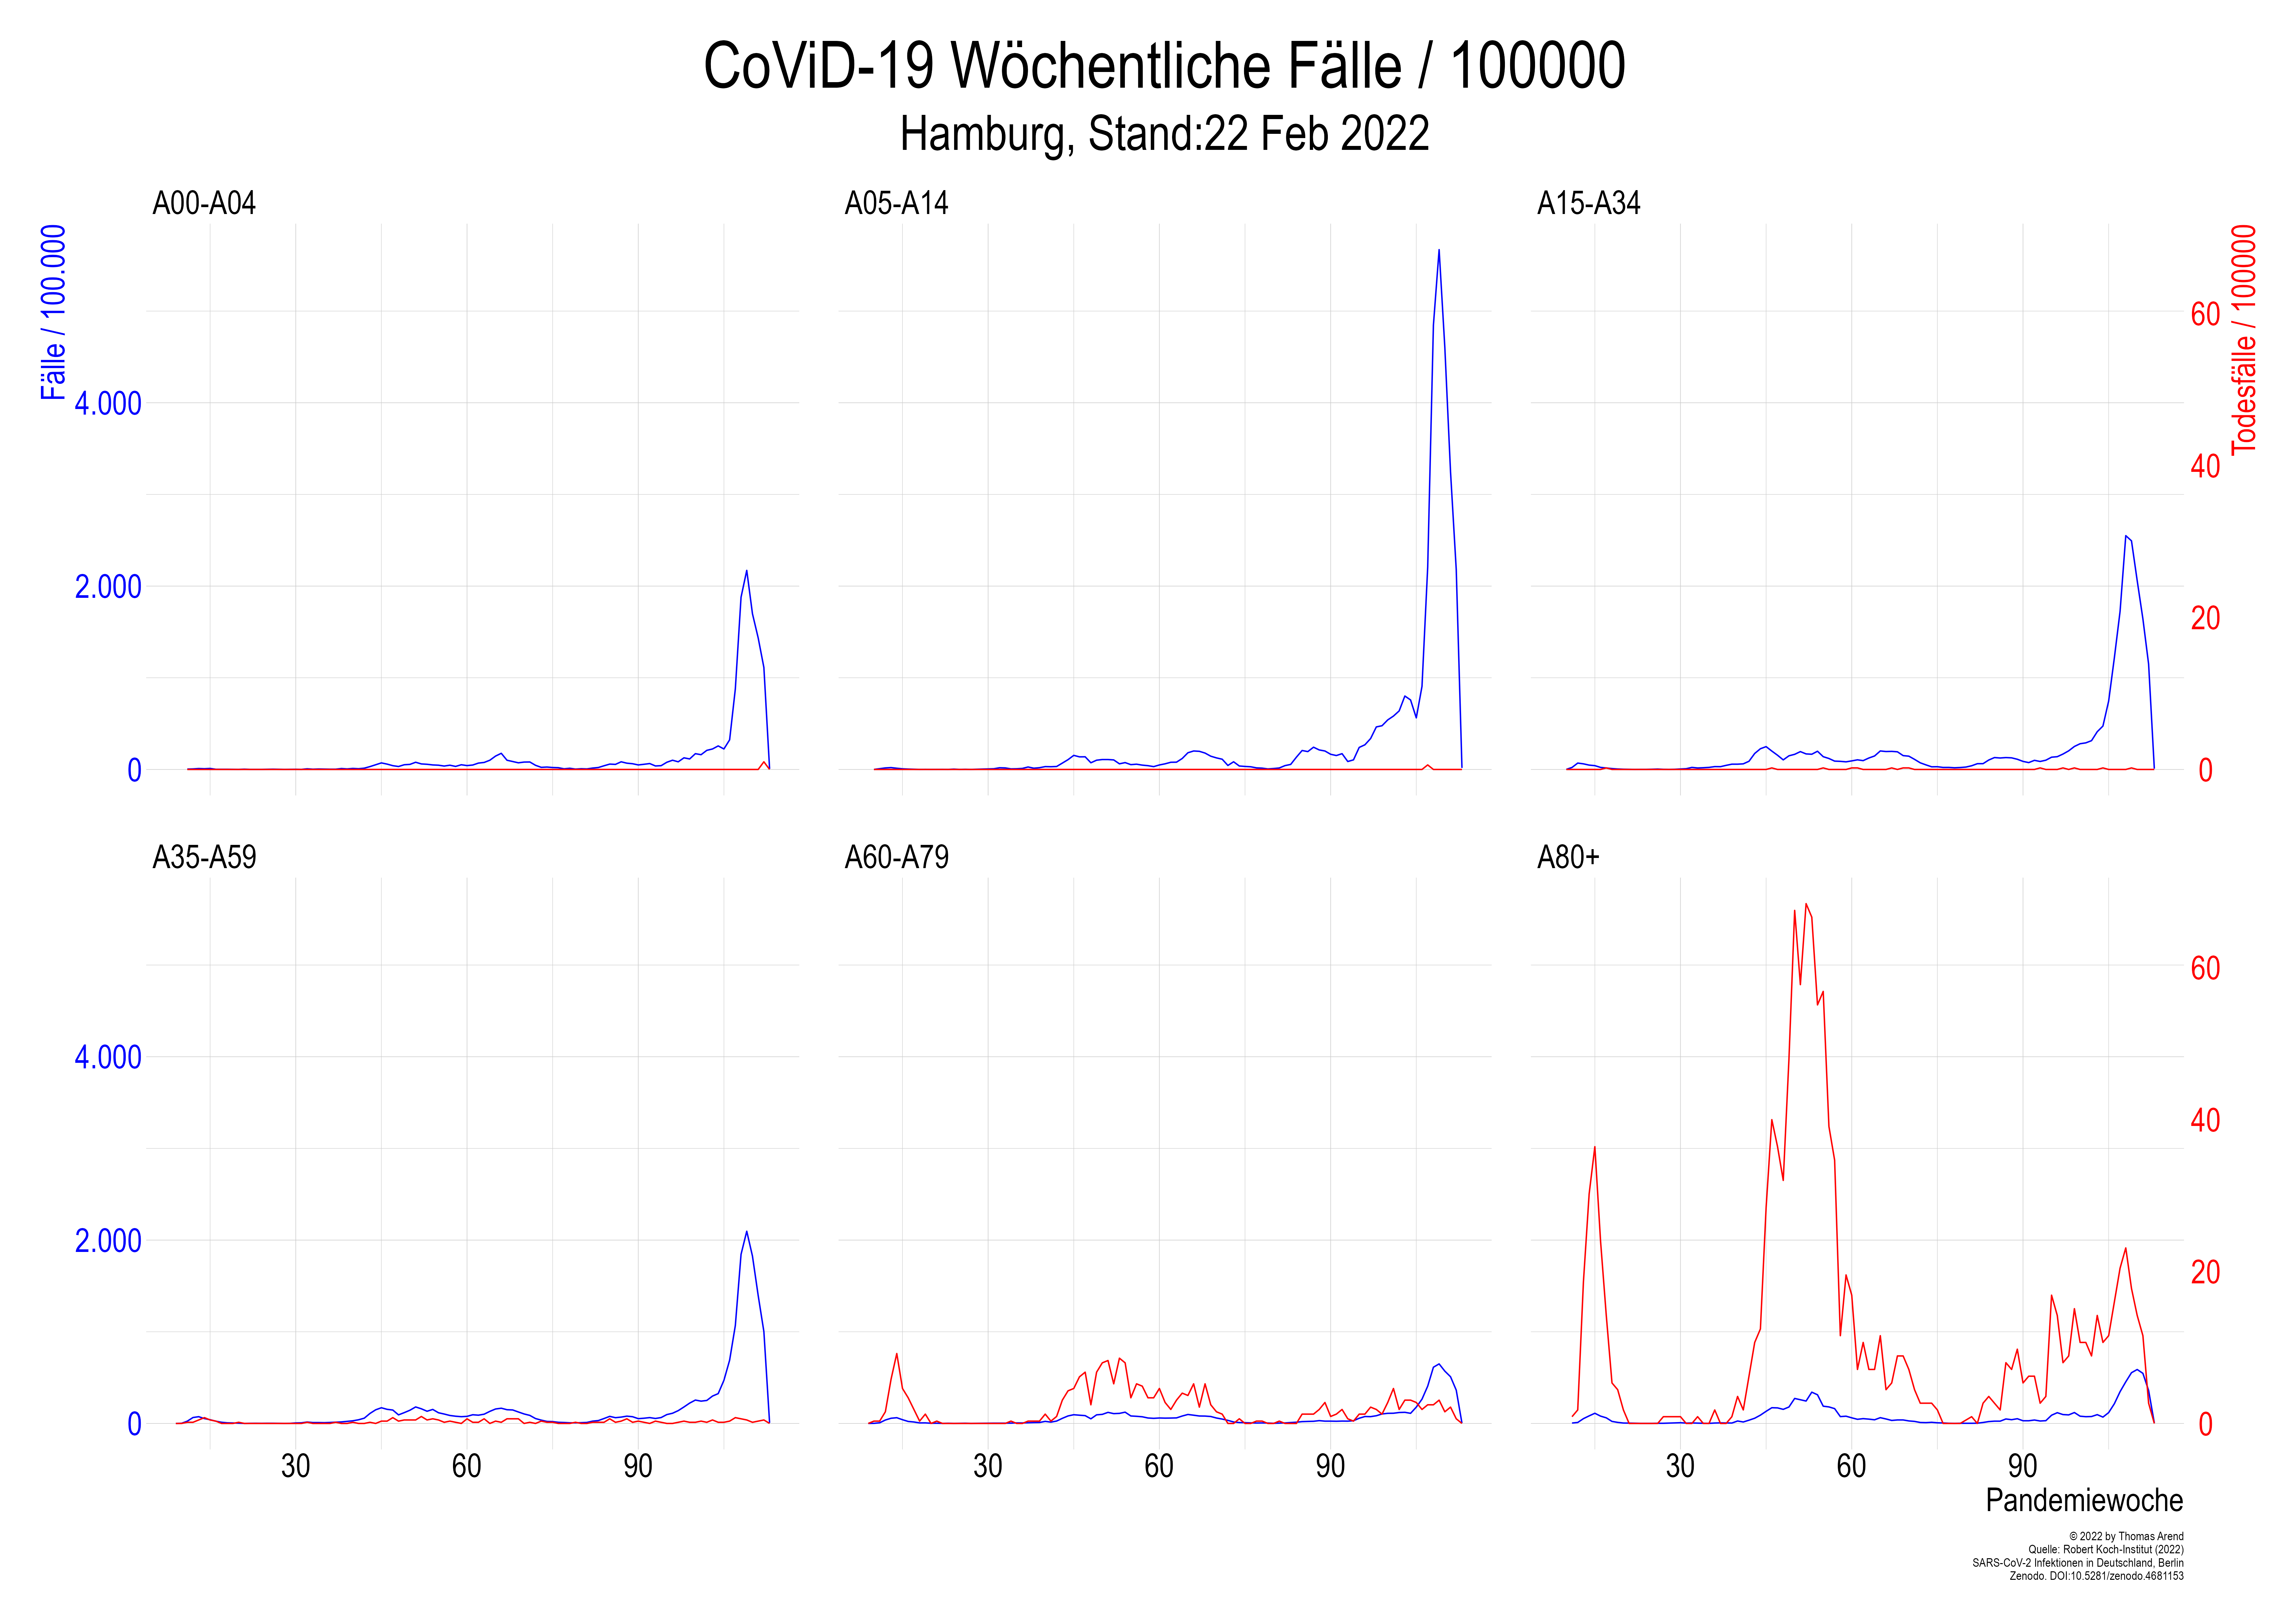 CoViD-19 Wöchentliche Fälle / 100000
Hamburg, Stand:22 Feb 2022
A00-A04
A05-A14
A15-A34
Fälle / 100.000
4.000
2.000
0
Todesfälle / 100000
60
40
20
0
A35-A59
A60-A79
A80+
4.000
2.000
0
60
40
20
0
30 60 90
30 60 90
30 60 90
Pandemiewoche
© 2022 by Thomas Arend
Quelle: Robert Koch-Institut (2022)
SARS-CoV-2 Infektionen in Deutschland, Berlin
Zenodo. DOI:10.5281/zenodo.4681153